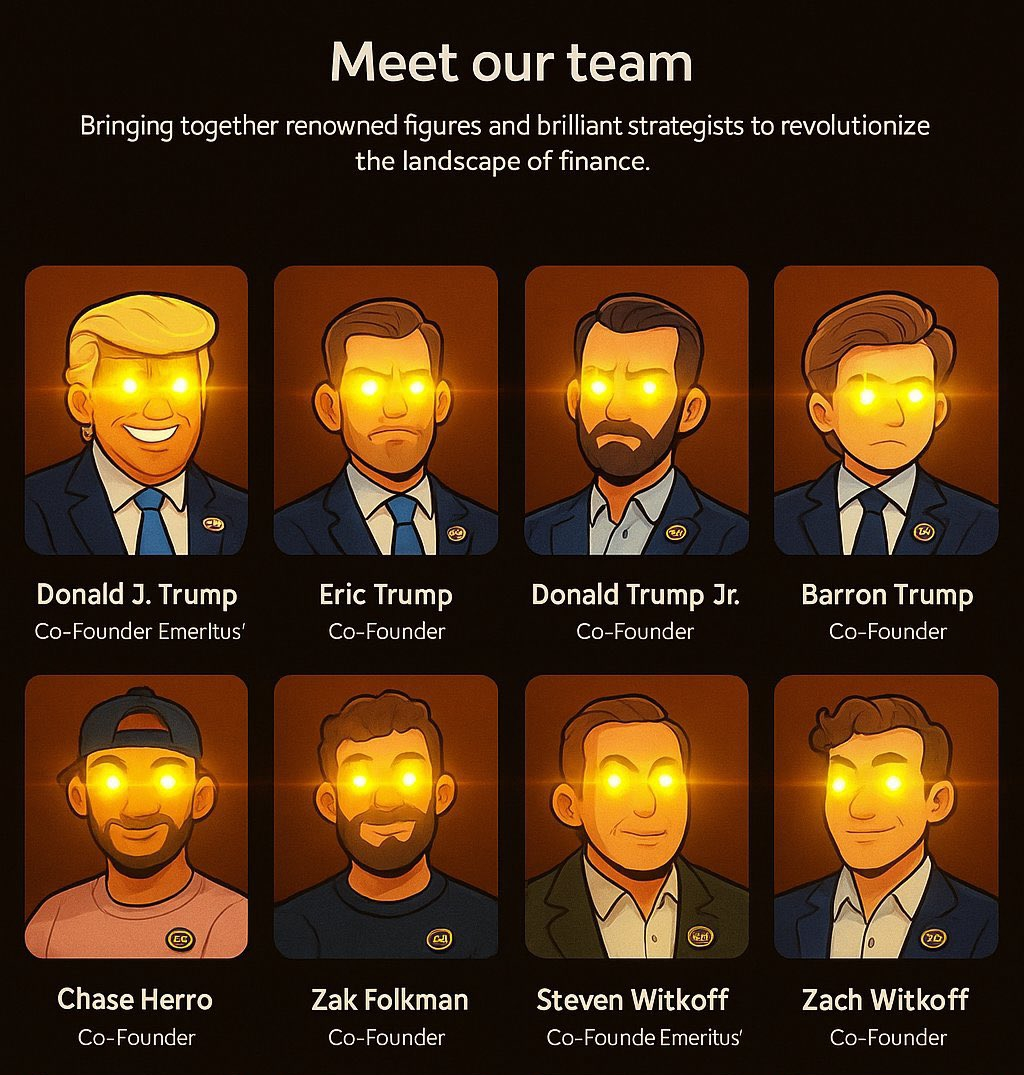 Meet our team
Bringing together renowned figures and brilliant strategists to revolutionize
the landscape of finance.
Donald J. Trump
Eric Trump
Donald Trump Jr.
Barron Trump
Co-Founder EmerItus'
Co-Founder
Co-Founder
Co-Founder
Chase Herro
Zak Folkman
Steven Witkoff
Zach Witkoff
Co-Founder
Co-Founder
Co-Founde Emeritus'
Co-Founder